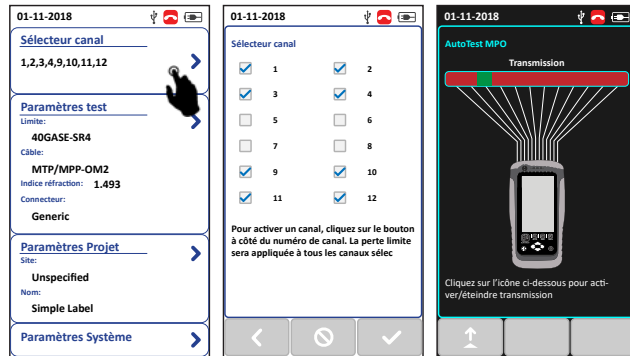 01-11-2018
Sélecteur canal
1,2,3,4,9,10,11,12
Paramètres test
Limite:
40GASE-SR4
Câble:
MTP/MPP-OM2
Indice réfraction: 1.493
Connecteur:
Generic
Paramètres Projet
Site:
Unspecified
Nom:
Simple Label
Paramètres Système
01-11-2018
Sélecteur canal
1 2
3 4
5 6
7 8
9 10
11 12
Pour activer un canal, cliquez sur le bouton
à côté du numéro de canal. La perte limite
sera appliquée à tous les canaux sélec
01-11-2018
AutoTest MPO
Transmission
Cliquez sur l’icône ci-dessous pour acti-
ver/éteindre transmission